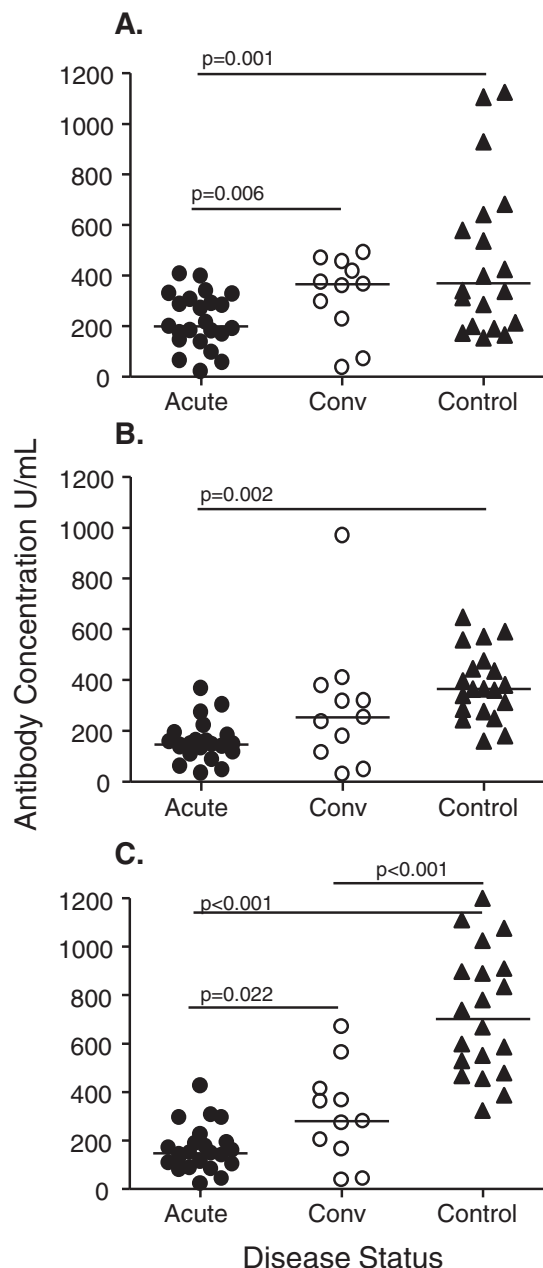 A.
p=0.001
1200
1000
800
p=0.006
600
400
200
0
Acute Conv Control
B.
1200
p=0.002
1000
800
600
400
200
0
Acute Conv Control
Antibody Concentration U/mL
C.
p<0.001
1200
p<0.001
1000
800
p=0.022
600
400
200
0
Acute Conv Control
Disease Status